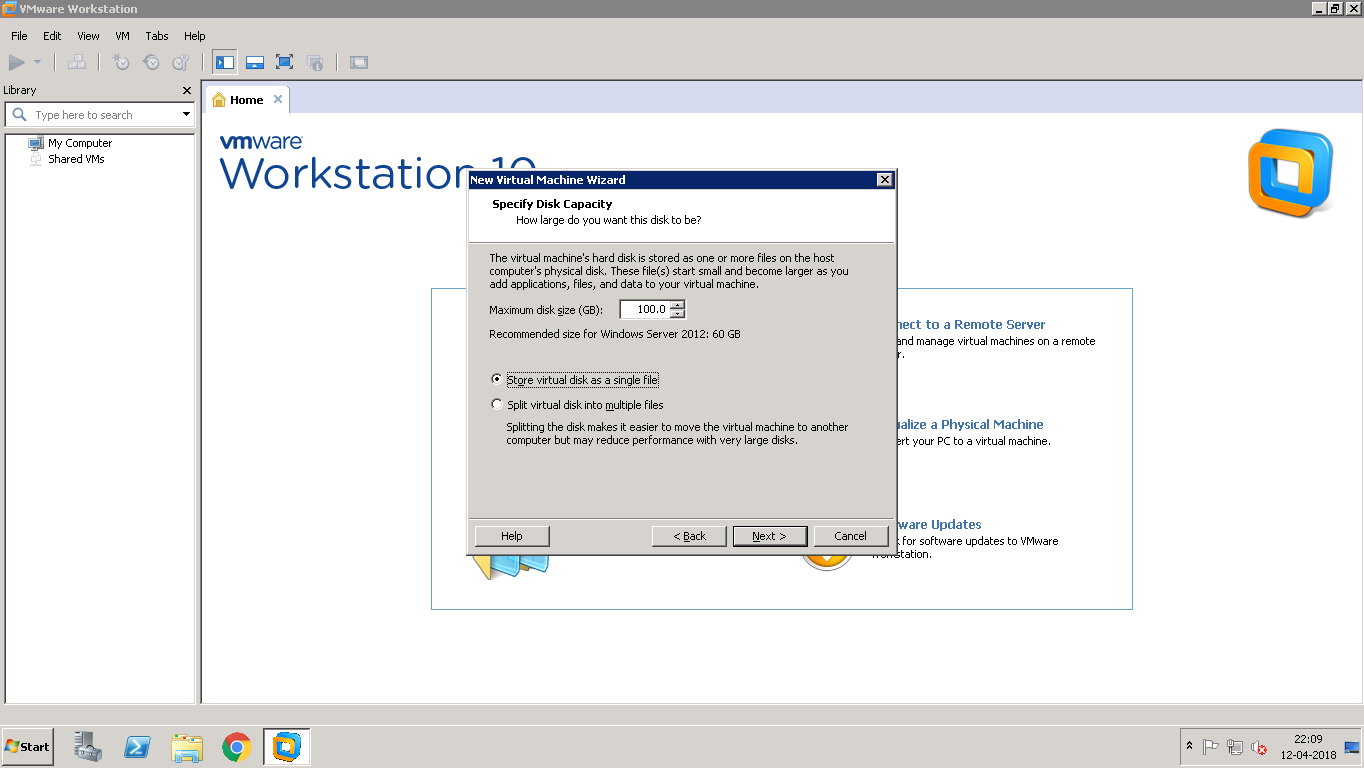 VMware Workstation
File Edit View VM Tabs Help
Library
Type here to search
My Computer
Shared VMs
Home
vmware
Workstation 10
New Virtual Machine Wizard
Specify Disk Capacity
How large do you want this disk to be?
The virtual machine's hard disk is stored as one or more files on the host
computer's physical disk. These file(s) start small and become larger as you
add applications, files, and data to your virtual machine.
Maximum disk size (GB): 100.0
Recommended size for Windows Server 2012: 60 GB
Store virtual disk as a single file
Split virtual disk into multiple files
Splitting the disk makes it easier to move the virtual machine to another
computer but may reduce performance with very large disks.
Help < Back Next > Cancel
nect to a Remote Server
and manage virtual machines on a remote
r.
alize a Physical Machine
ert your PC to a virtual machine.
ware Updates
k for software updates to VMware
station.
Start
22:09
12-04-2018